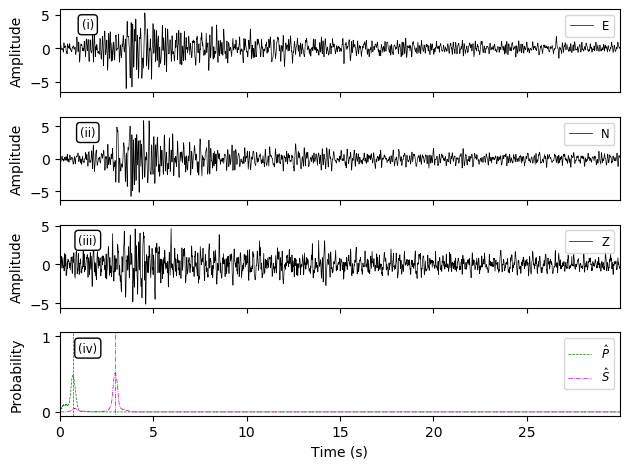 Amplitude
5
0
−5
(i)
E
Amplitude
5
0
−5
(ii)
N
Amplitude
5
0
−5
(iii)
Z
Probability
1
0
(iv)
P̂
Ŝ
0 5 10 15 20 25
Time (s)